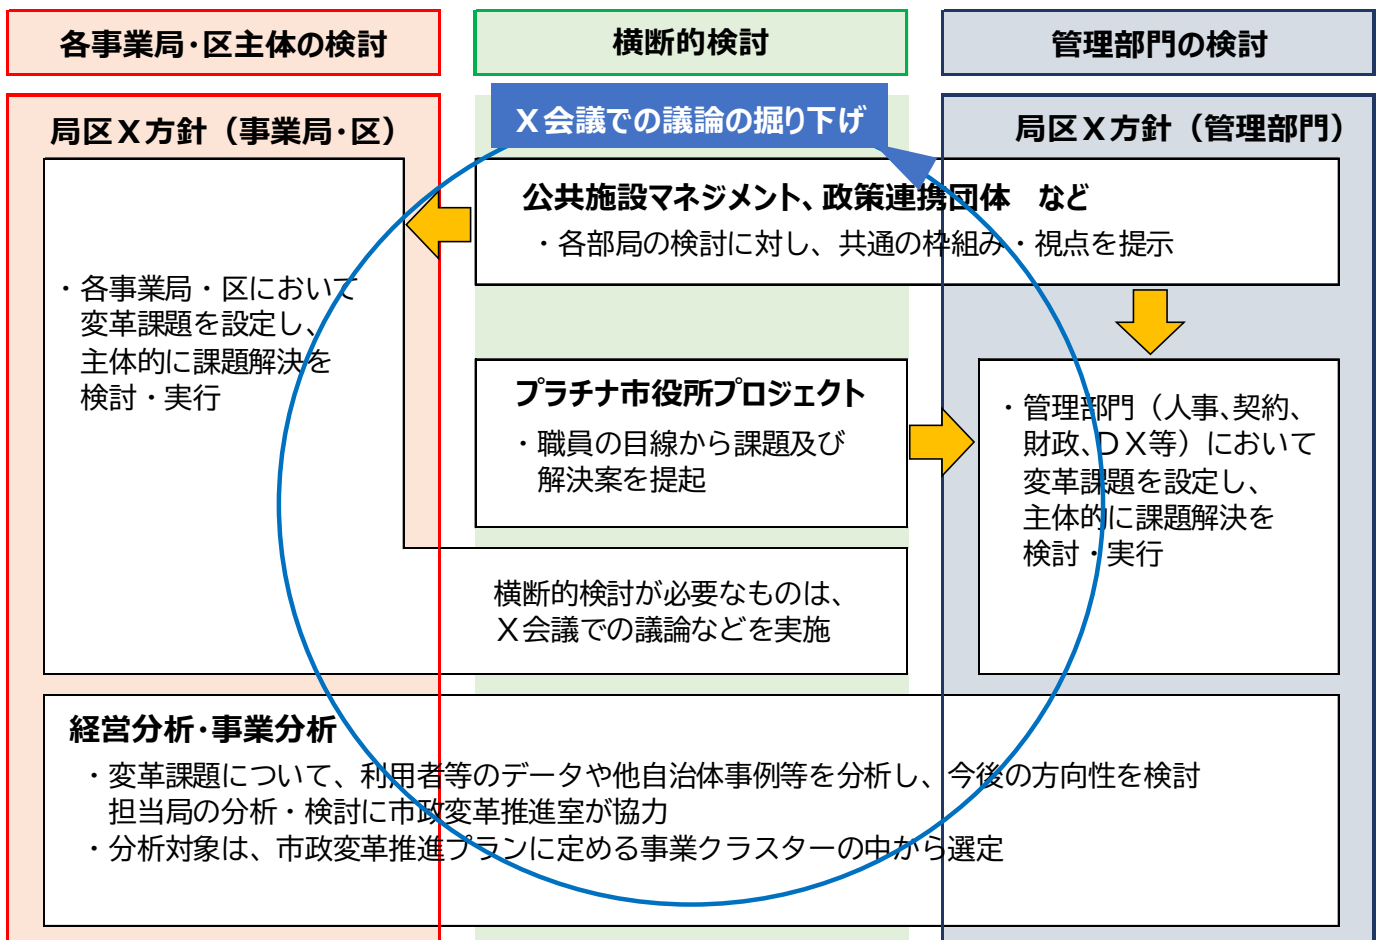 各事業局・区主体の検討
横断的検討
管理部門の検討
X会議での議論の掘り下げ
局区X方針（事業局・区）
局区X方針（管理部門）
公共施設マネジメント、政策連携団体　など
・各部局の検討に対し、共通の枠組み・視点を提示
・各事業局・区において
変革課題を設定し、
主体的に課題解決を
検討・実行
プラチナ市役所プロジェクト
・職員の目線から課題及び
解決案を提起
・管理部門（人事、契約、
財政、DX等）において
変革課題を設定し、
主体的に課題解決を
検討・実行
横断的検討が必要なものは、
X会議での議論などを実施
経営分析・事業分析
・変革課題について、利用者等のデータや他自治体事例等を分析し、今後の方向性を検討
担当局の分析・検討に市政変革推進室が協力
・分析対象は、市政変革推進プランに定める事業クラスターの中から選定